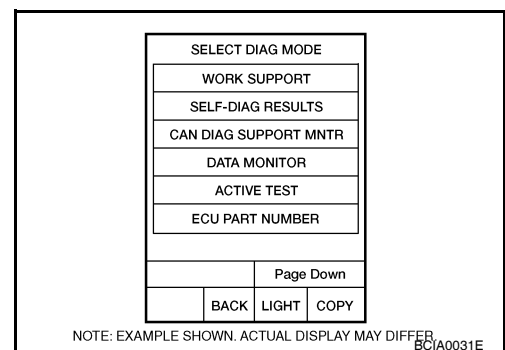 SELECT DIAG MODE
WORK SUPPORT
SELF-DIAG RESULTS
CAN DIAG SUPPORT MNTR
DATA MONITOR
ACTIVE TEST
ECU PART NUMBER
Page Down
BACK LIGHT COPY
NOTE: EXAMPLE SHOWN. ACTUAL DISPLAY MAY DIFFER.
BCIA0031E